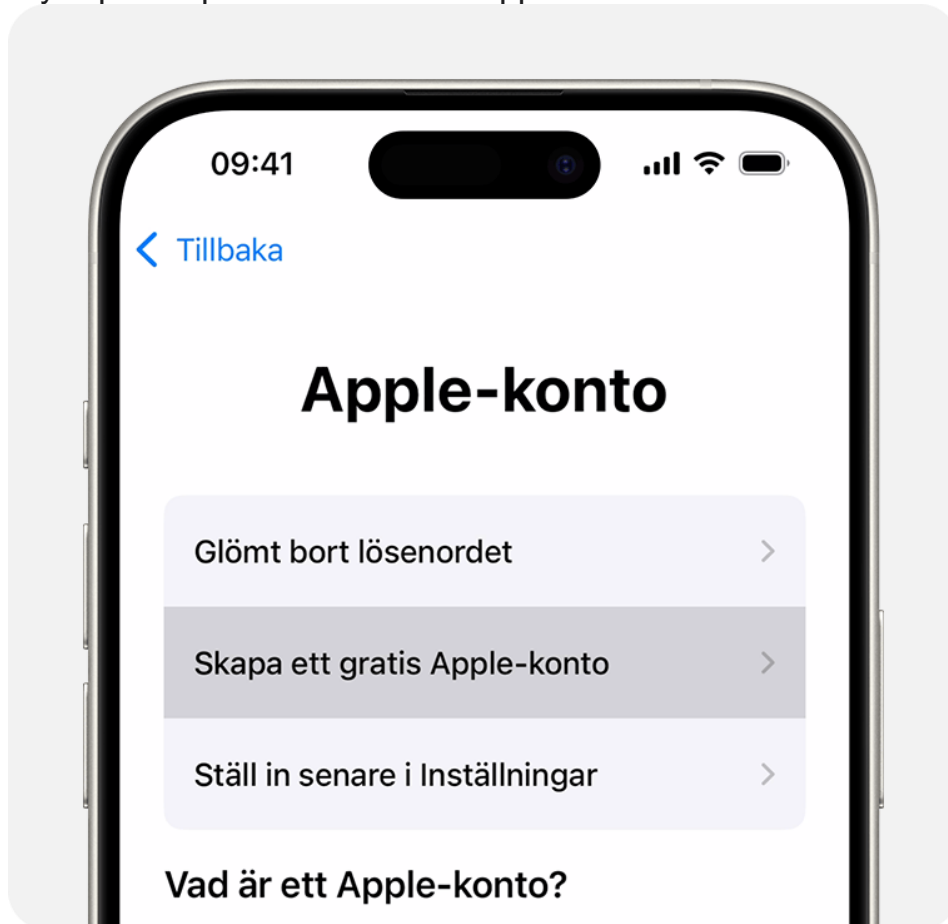 09:41
Tillbaka
Apple-konto
Glömt bort lösenordet
Skapa ett gratis Apple-konto
Ställ in senare i Inställningar
Vad är ett Apple-konto?